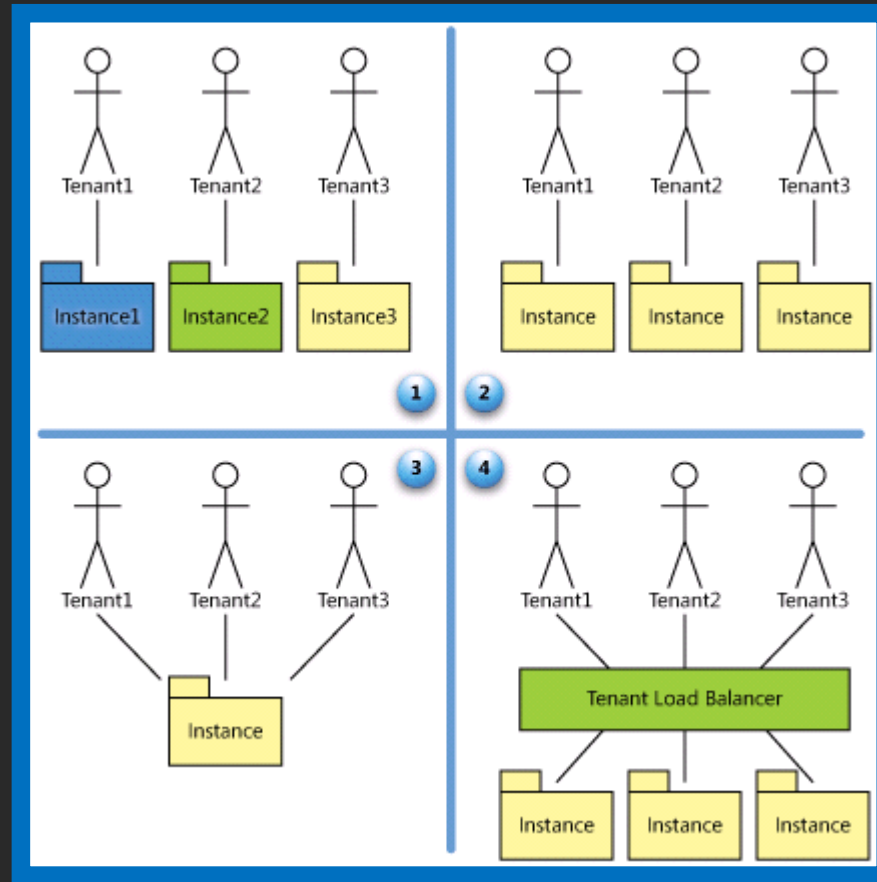 Tenant1 Tenant2 Tenant3
Instance1 Instance2 Instance3
1
Tenant1 Tenant2 Tenant3
Instance Instance Instance
2
3
Tenant1 Tenant2 Tenant3
Instance
4
Tenant1 Tenant2 Tenant3
Tenant Load Balancer
Instance Instance Instance